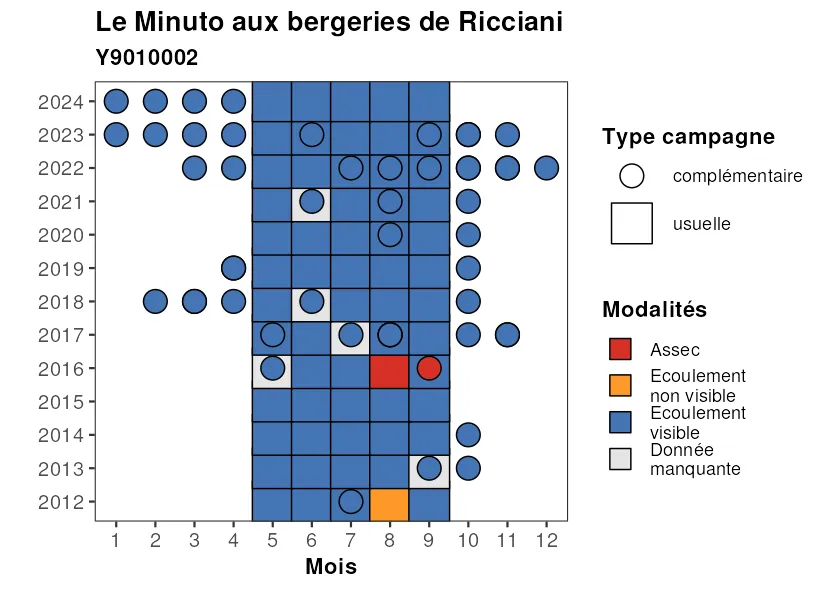 Le Minuto aux bergeries de Ricciani
Y9010002
2024
2023
2022
2021
2020
2019
2018
2017
2016
2015
2014
2013
2012
1 2 3 4 5 6 7 8 9 10 11 12
Mois
Type campagne
complémentaire
usuelle
Modalités
Assec
Ecoulement
non visible
Ecoulement
visible
Donnée
manquante